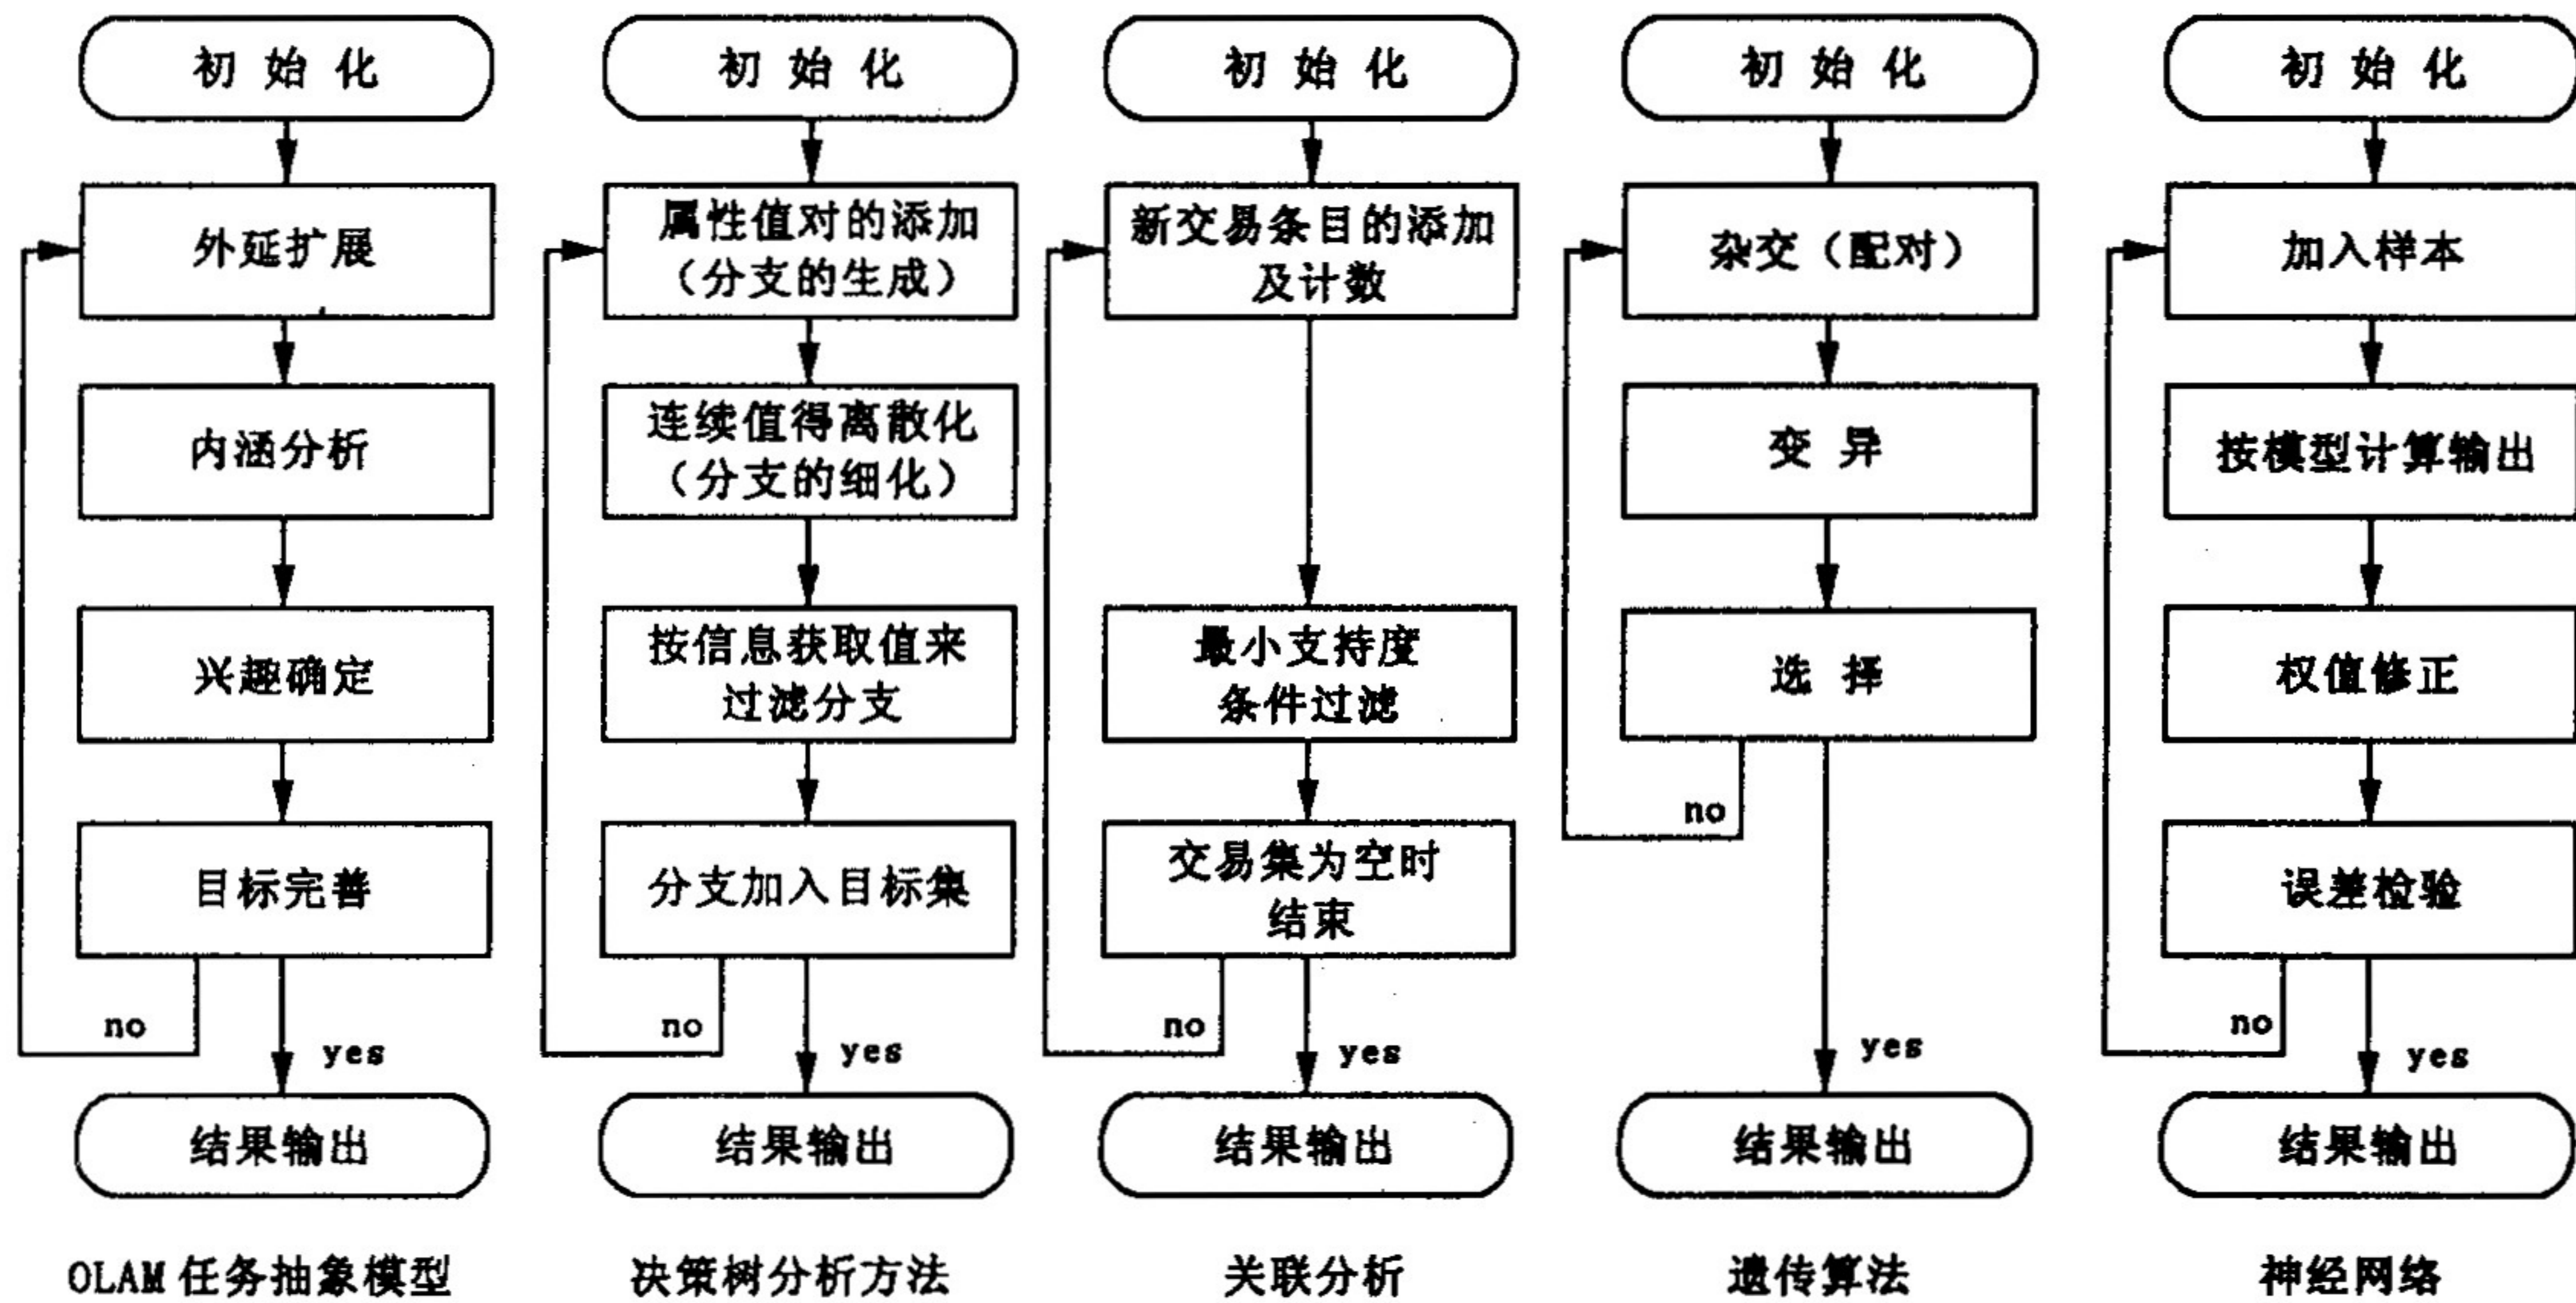 初始化
外延扩展
内涵分析
兴趣确定
目标完善
no
yes
结果输出
OLAM 任务抽象模型
初始化
属性值对的添加
（分支的生成）
连续值得离散化
（分支的细化）
按信息获取值来
过滤分支
分支加入目标集
no
yes
结果输出
决策树分析方法
初始化
新交易条目的添加
及计数
最小支持度
条件过滤
交易集为空时
结束
no
yes
结果输出
关联分析
初始化
杂交（配对）
变异
选择
no
yes
结果输出
遗传算法
初始化
加入样本
按模型计算输出
权值修正
误差检验
no
yes
结果输出
神经网络